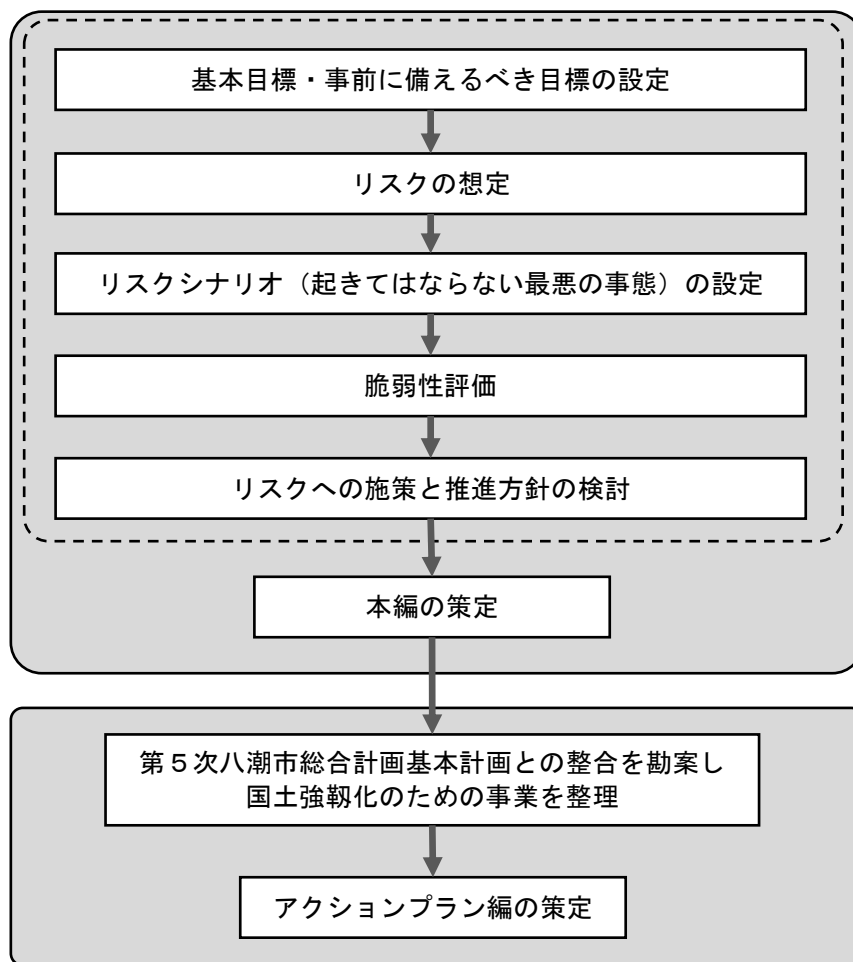 基本目標・事前に備えるべき目標の設定
リスクの想定
リスクシナリオ（起きてはならない最悪の事態）の設定
脆弱性評価
リスクへの施策と推進方針の検討
本編の策定
第５次八潮市総合計画基本計画との整合を勘案し
国土強靱化のための事業を整理
アクションプラン編の策定